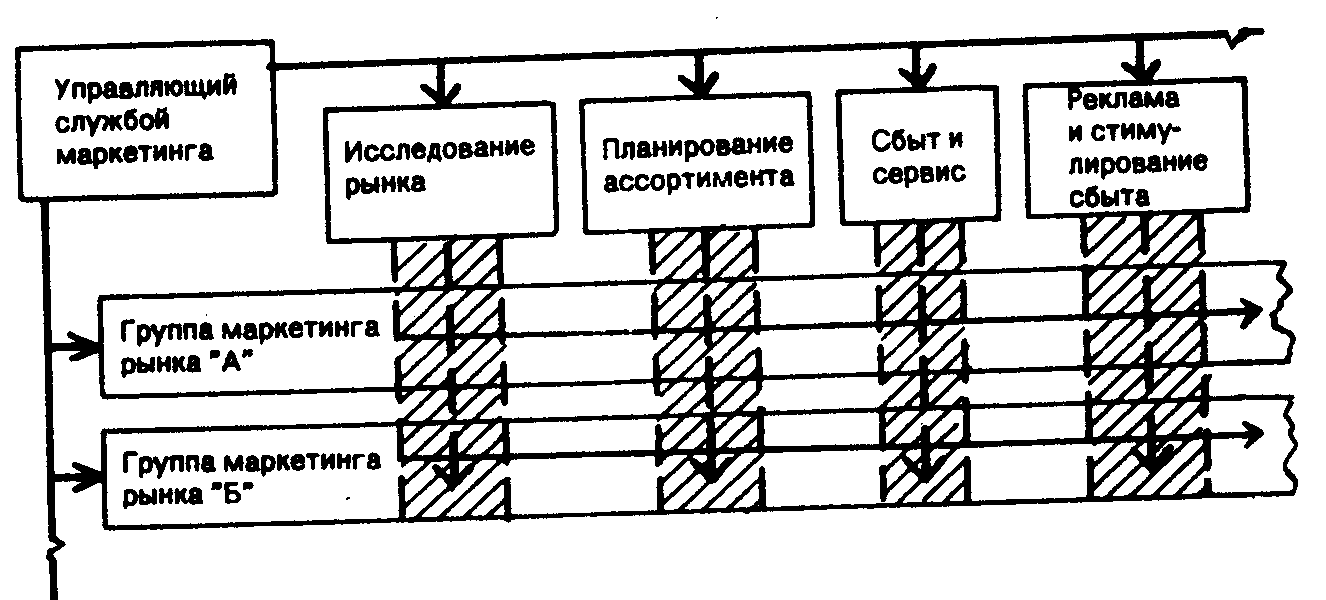 Управляющий
службой
маркетинга
Исследование
рынка
Планирование
ассортимента
Сбыт и
сервис
Реклама
и стиму-
лирование
сбыта
Группа маркетинга
рынка "А"
Группа маркетинга
рынка "Б"